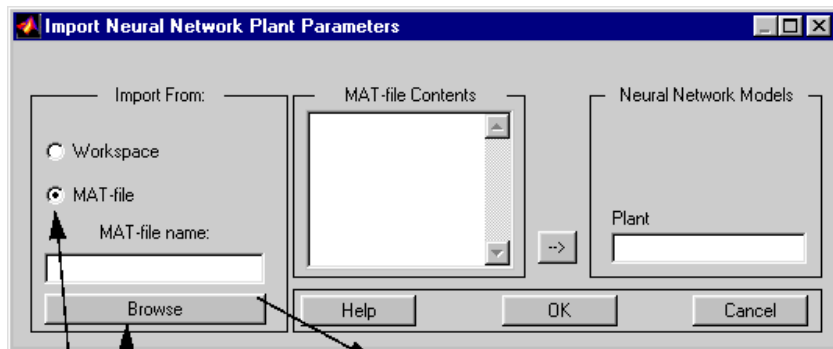 Import Neural Network Plant Parameters
Import From:
Workspace
MAT-file
MAT-file name:
Browse
MAT-file Contents
-->
Neural Network Models
Plant
Help
OK
Cancel